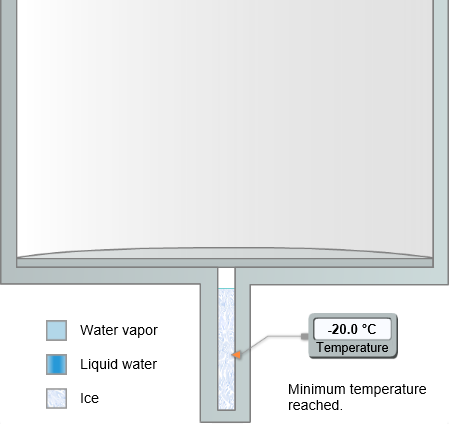 Water vapor
Liquid water
Ice
-20.0 °C
Temperature
Minimum temperature
reached.